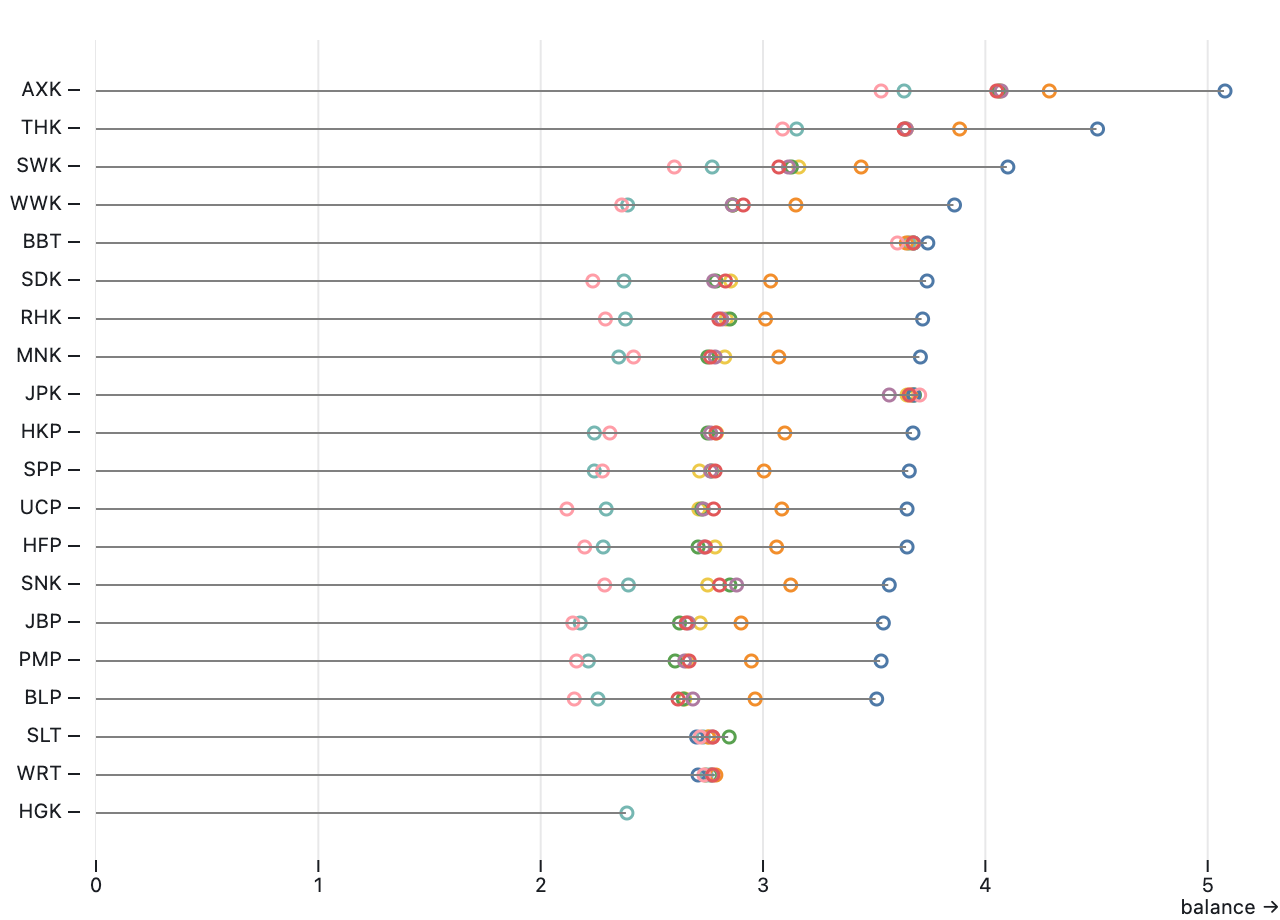 AXK
THK
SWK
WWK
BBT
SDK
RHK
MNK
JPK
HKP
SPP
UCP
HFP
SNK
JBP
PMP
BLP
SLT
WRT
HGK
0 1 2 3 4 5
balance →